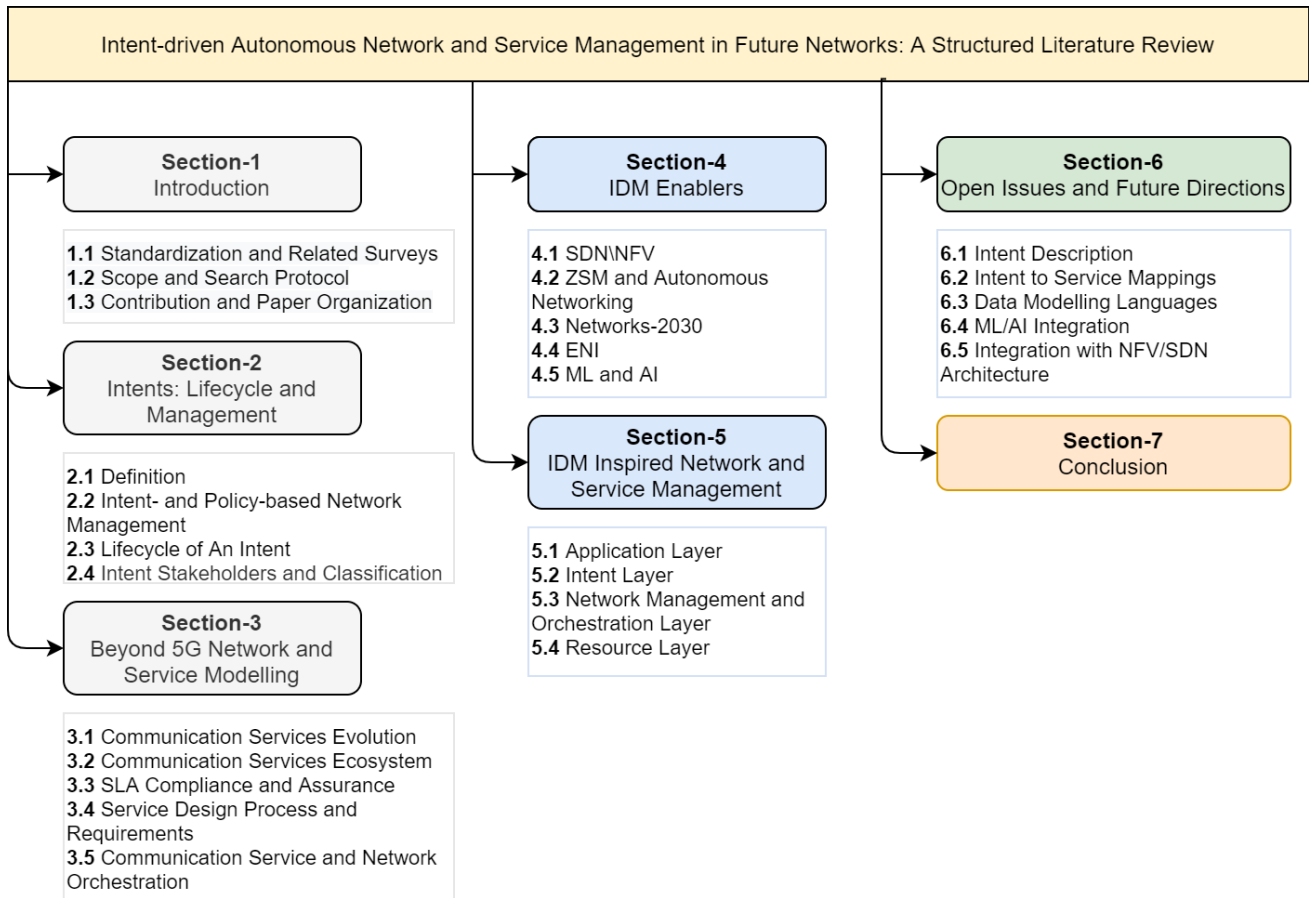 Intent-driven Autonomous Network and Service Management in Future Networks: A Structured Literature Review
Section-1
Introduction
1.1 Standardization and Related Surveys
1.2 Scope and Search Protocol
1.3 Contribution and Paper Organization
Section-2
Intents: Lifecycle and
Management
2.1 Definition
2.2 Intent- and Policy-based Network
Management
2.3 Lifecycle of An Intent
2.4 Intent Stakeholders and Classification
Section-3
Beyond 5G Network and
Service Modelling
3.1 Communication Services Evolution
3.2 Communication Services Ecosystem
3.3 SLA Compliance and Assurance
3.4 Service Design Process and
Requirements
3.5 Communication Service and Network
Orchestration
Section-4
IDM Enablers
4.1 SDN\NFV
4.2 ZSM and Autonomous
Networking
4.3 Networks-2030
4.4 ENI
4.5 ML and AI
Section-5
IDM Inspired Network and
Service Management
5.1 Application Layer
5.2 Intent Layer
5.3 Network Management and
Orchestration Layer
5.4 Resource Layer
Section-6
Open Issues and Future Directions
6.1 Intent Description
6.2 Intent to Service Mappings
6.3 Data Modelling Languages
6.4 ML/AI Integration
6.5 Integration with NFV/SDN
Architecture
Section-7
Conclusion